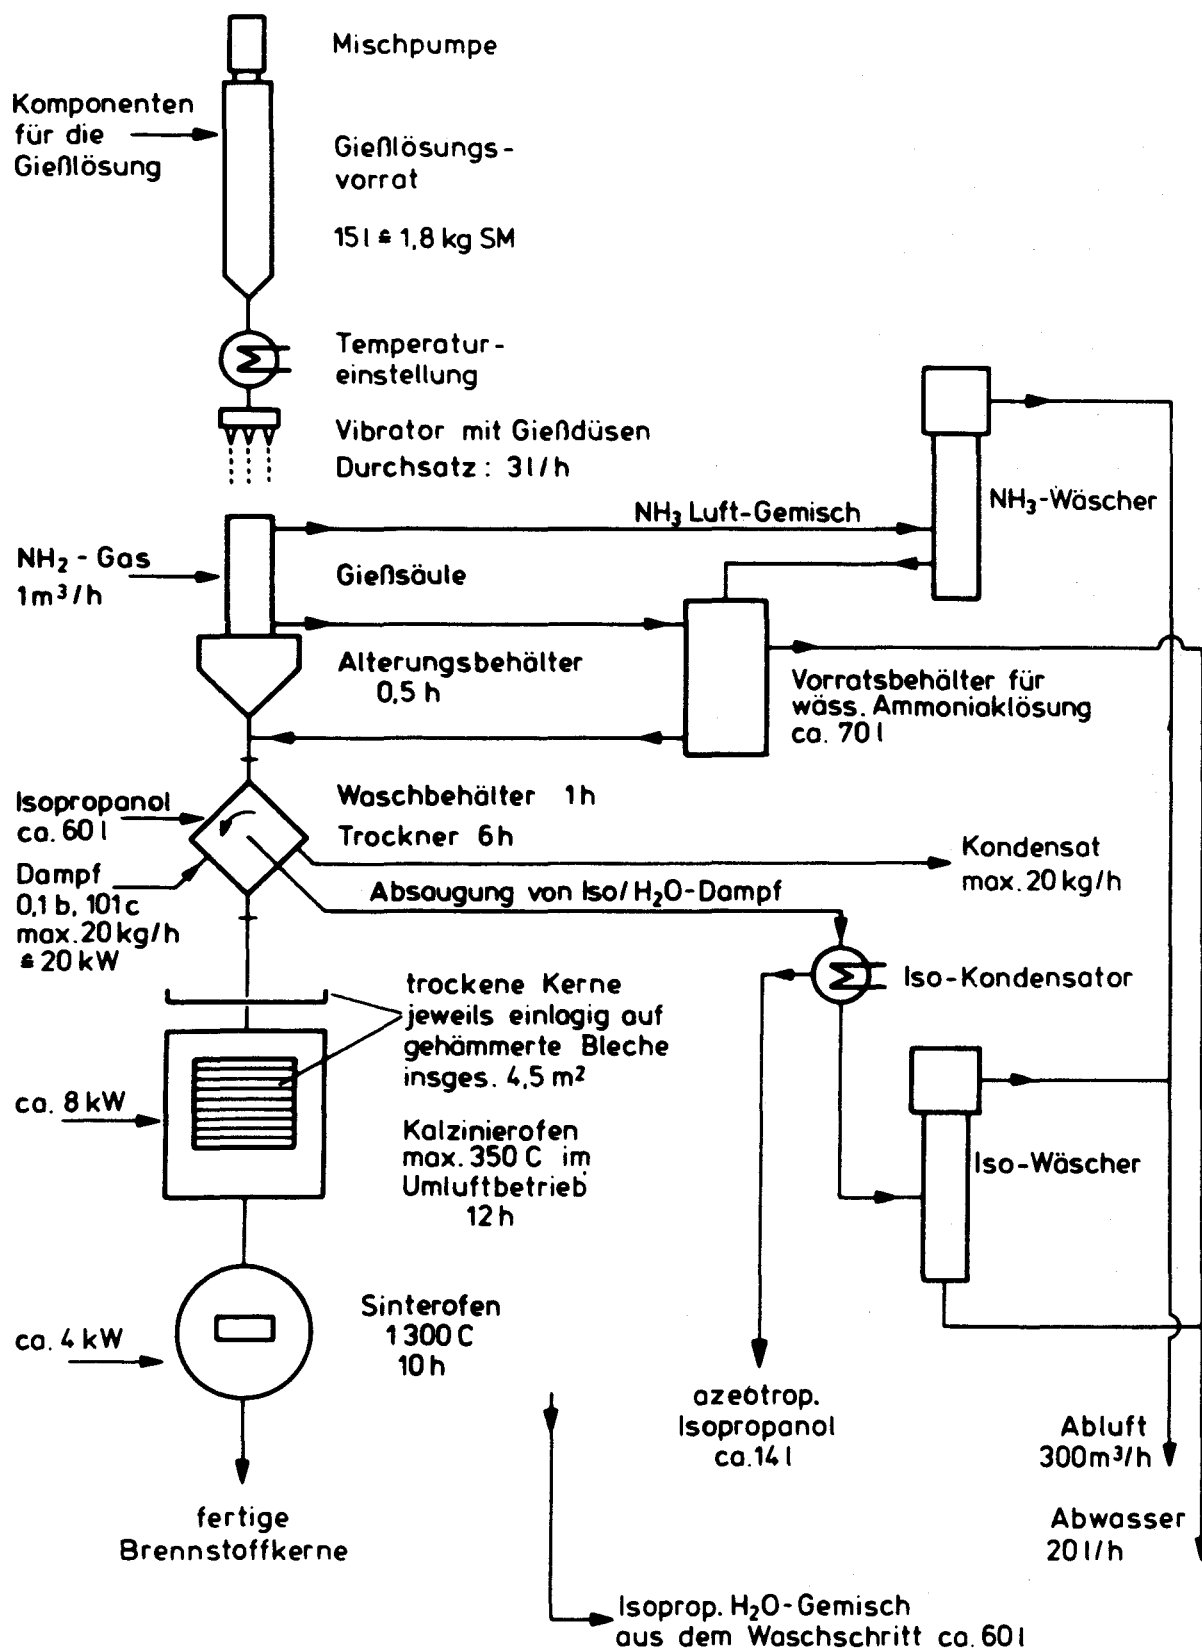 Mischpumpe
Komponenten
für die
Gießlösung
Gießlösungs-
vorrat
15 l ≙ 1,8 kg SM
Temperatur-
einstellung
Vibrator mit Gießdüsen
Durchsatz : 3 l/h
NH₃-Wäscher
NH₃ Luft-Gemisch
NH₂ - Gas
1m³/h
Gießsäule
Alterungsbehälter
0,5 h
Vorratsbehälter für
wäss. Ammoniaklösung
ca. 70 l
Isopropanol
ca. 60 l
Waschbehälter 1h
Trockner 6h
Dampf
0,1 b, 101c
max. 20 kg/h
≙ 20 kW
Kondensat
max. 20 kg/h
Absaugung von Iso/H₂O-Dampf
Iso-Kondensator
trockene Kerne
jeweils einlagig auf
gehämmerte Bleche
insges. 4,5 m²
ca. 8 kW
Kalzinierofen
max. 350 C im
Umluftbetrieb
12 h
Iso-Wäscher
Sinterofen
1300 C
10 h
ca. 4 kW
azeotrop.
Isopropanol
ca. 14 l
Abluft
300m³/h
fertige
Brennstoffkerne
Abwasser
20 l/h
Isoprop. H₂O-Gemisch
aus dem Waschschritt ca. 60 l